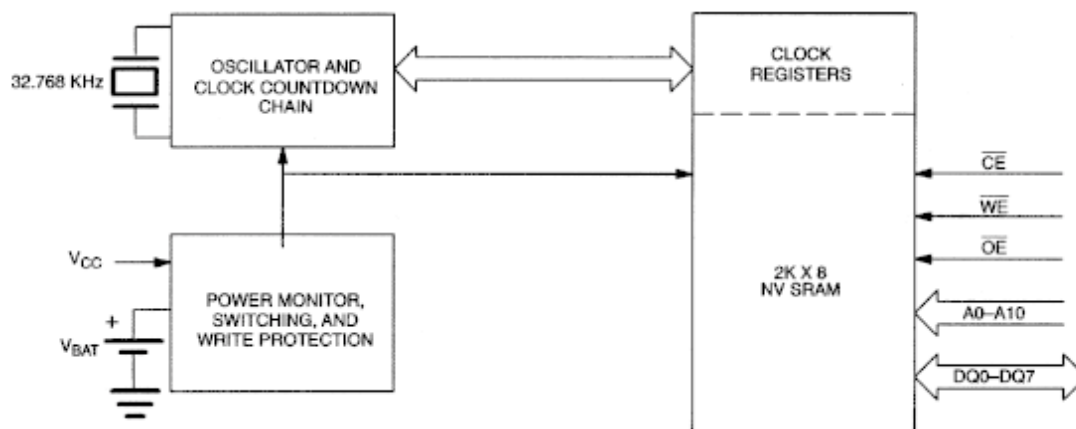 32.768 KHz
OSCILLATOR AND
CLOCK COUNTDOWN
CHAIN
CLOCK
REGISTERS
CE
WE
OE
2K X 8
NV SRAM
A0–A10
DQ0–DQ7
VCC
POWER MONITOR,
SWITCHING, AND
WRITE PROTECTION
+
VBAT